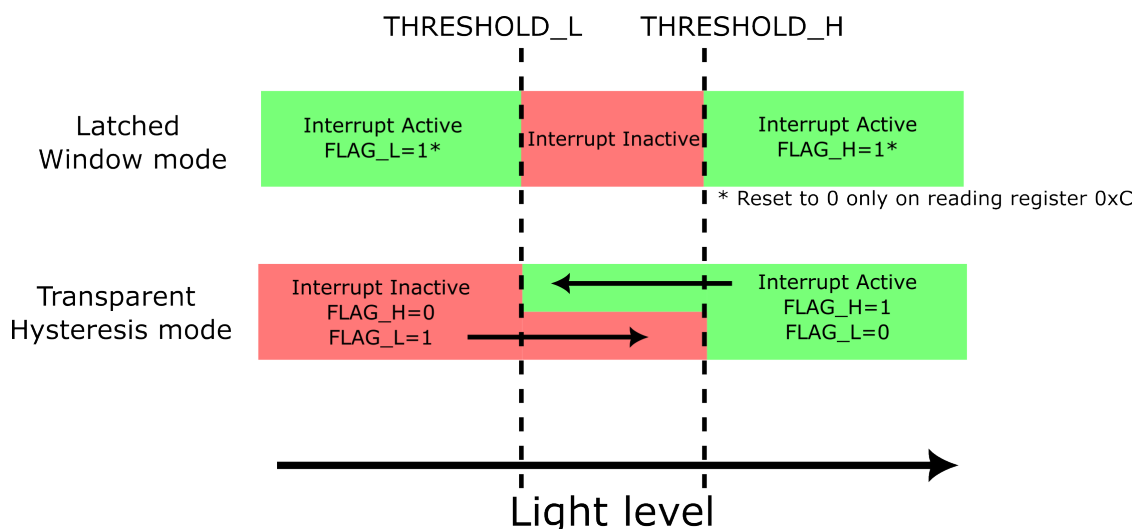 THRESHOLD_L
THRESHOLD_H
Latched
Window mode
Interrupt Active
FLAG_L=1*
Interrupt Inactive
Interrupt Active
FLAG_H=1*
* Reset to 0 only on reading register 0xC
Transparent
Hysteresis mode
Interrupt Inactive
FLAG_H=0
FLAG_L=1
Interrupt Active
FLAG_H=1
FLAG_L=0
Light level